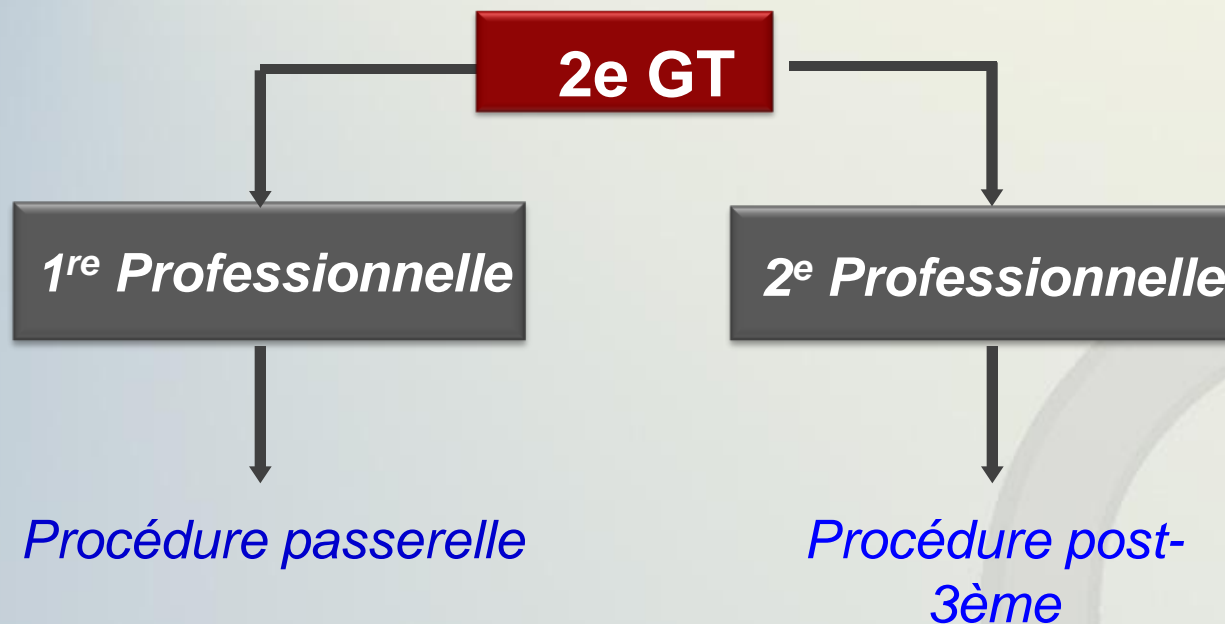 2e GT
1re Professionnelle
2e Professionnelle
Procédure passerelle
Procédure post-
3ème